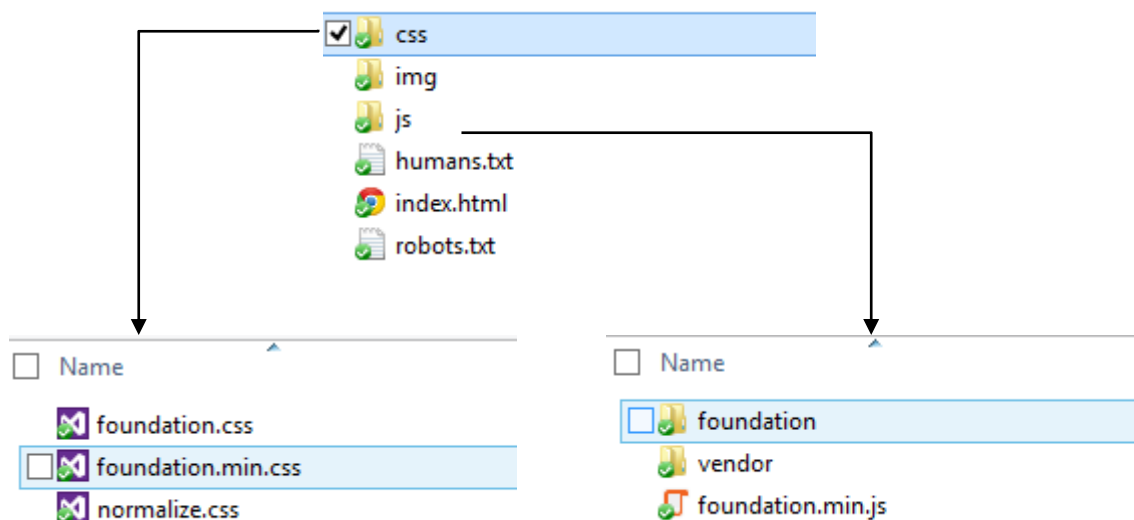 css
img
js
humans.txt
index.html
robots.txt
Name
foundation.css
foundation.min.css
normalize.css
Name
foundation
vendor
foundation.min.js